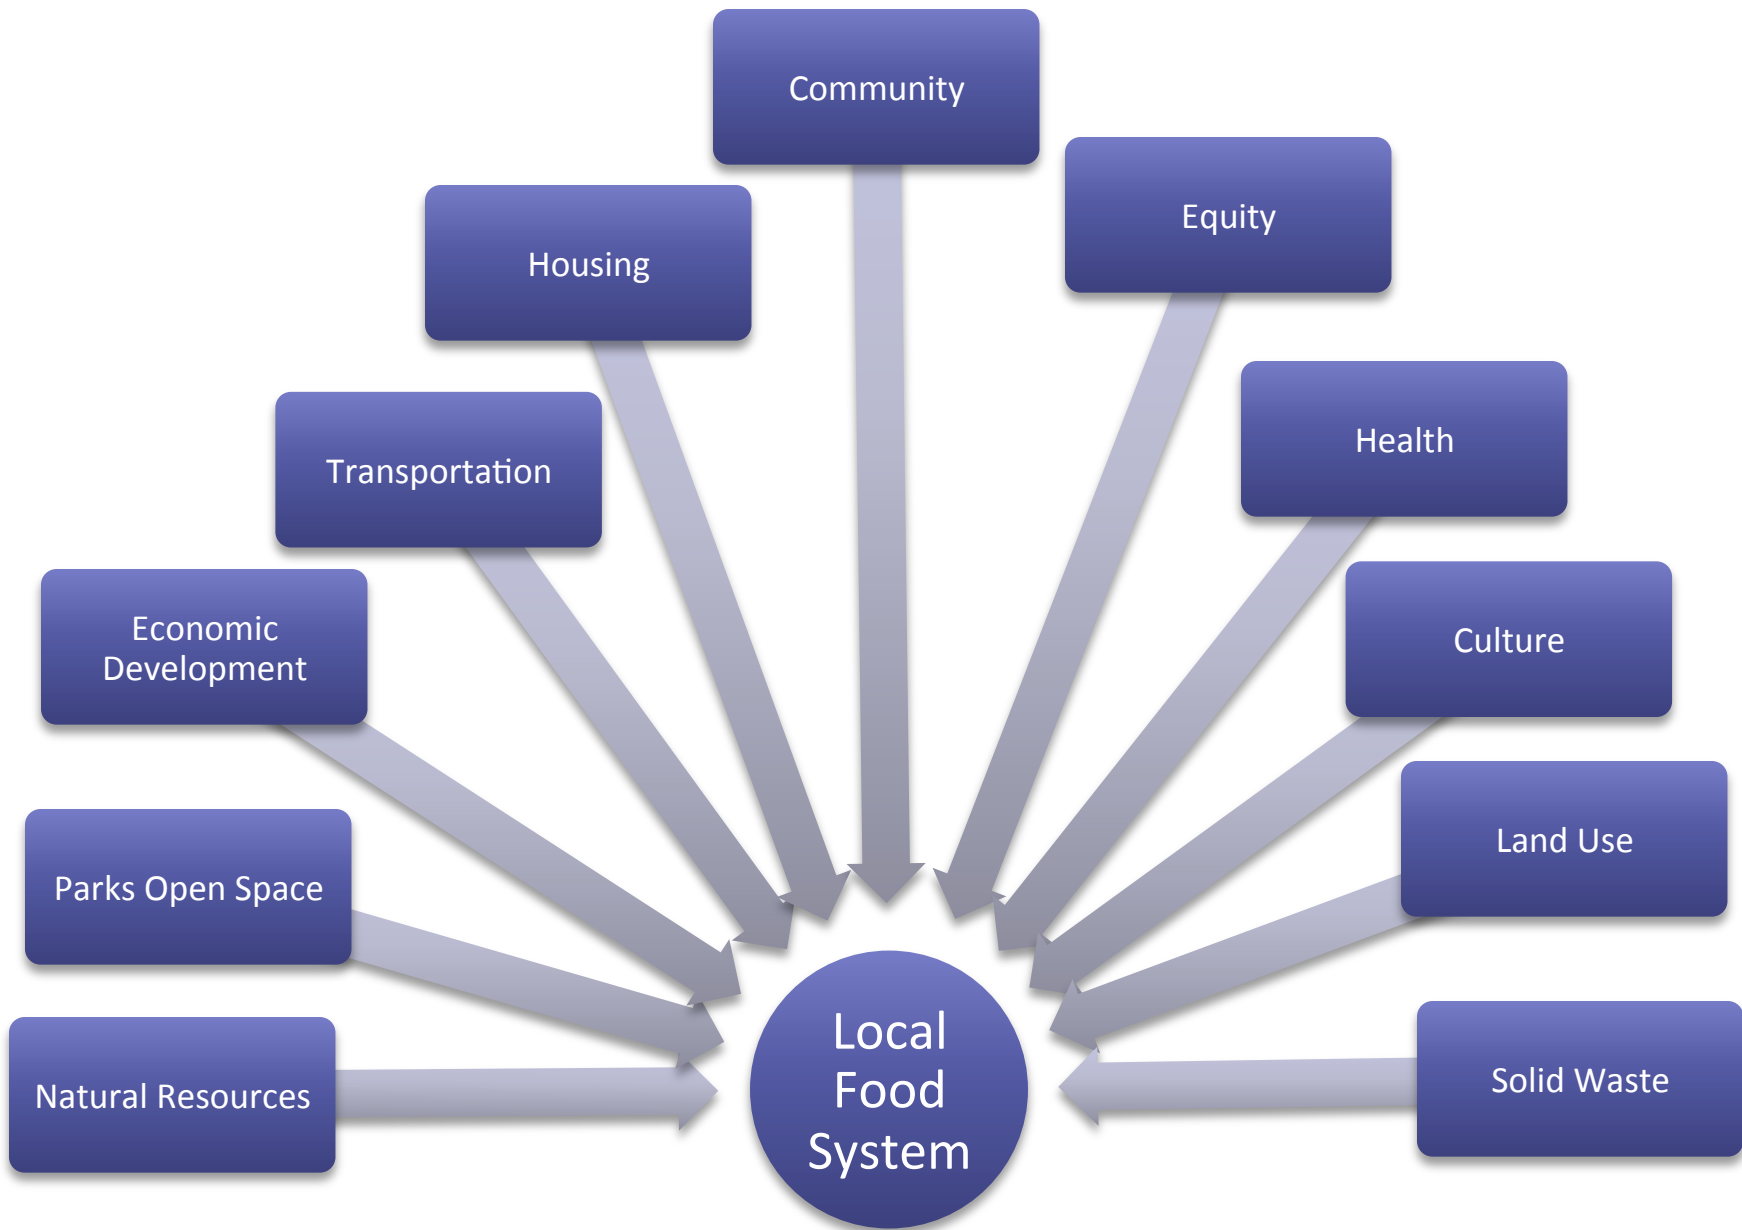 Community
Equity
Housing
Health
Transportation
Culture
Economic
Development
Land Use
Parks Open Space
Solid Waste
Natural Resources
Local
Food
System